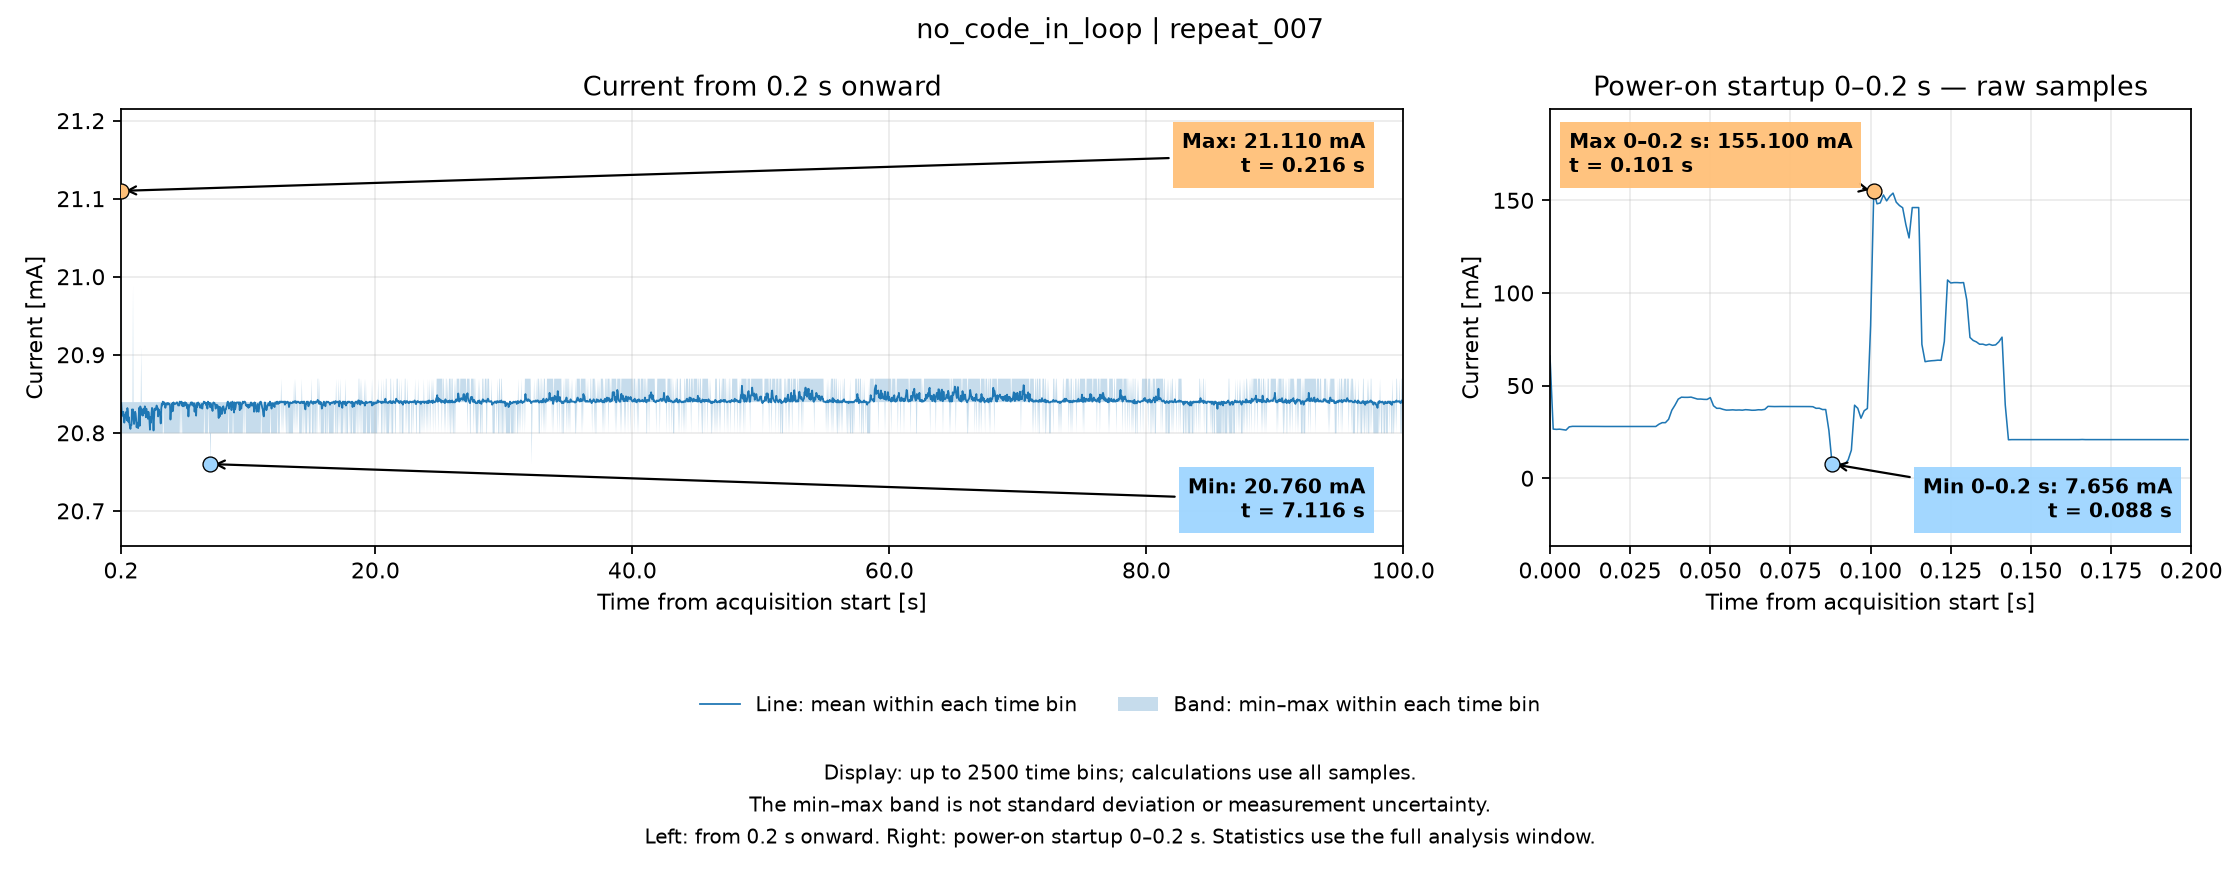 no_code_in_loop | repeat_007
Current from 0.2 s onward
Current [mA]
21.2
21.1
21.0
20.9
20.8
20.7
Max: 21.110 mA
t = 0.216 s
Min: 20.760 mA
t = 7.116 s
0.2
20.0
40.0
60.0
80.0
100.0
Time from acquisition start [s]
Power-on startup 0–0.2 s — raw samples
Current [mA]
150
100
50
0
Max 0–0.2 s: 155.100 mA
t = 0.101 s
Min 0–0.2 s: 7.656 mA
t = 0.088 s
0.000
0.025
0.050
0.075
0.100
0.125
0.150
0.175
0.200
Time from acquisition start [s]
Line: mean within each time bin
Band: min–max within each time bin
Display: up to 2500 time bins; calculations use all samples.
The min–max band is not standard deviation or measurement uncertainty.
Left: from 0.2 s onward. Right: power-on startup 0–0.2 s. Statistics use the full analysis window.